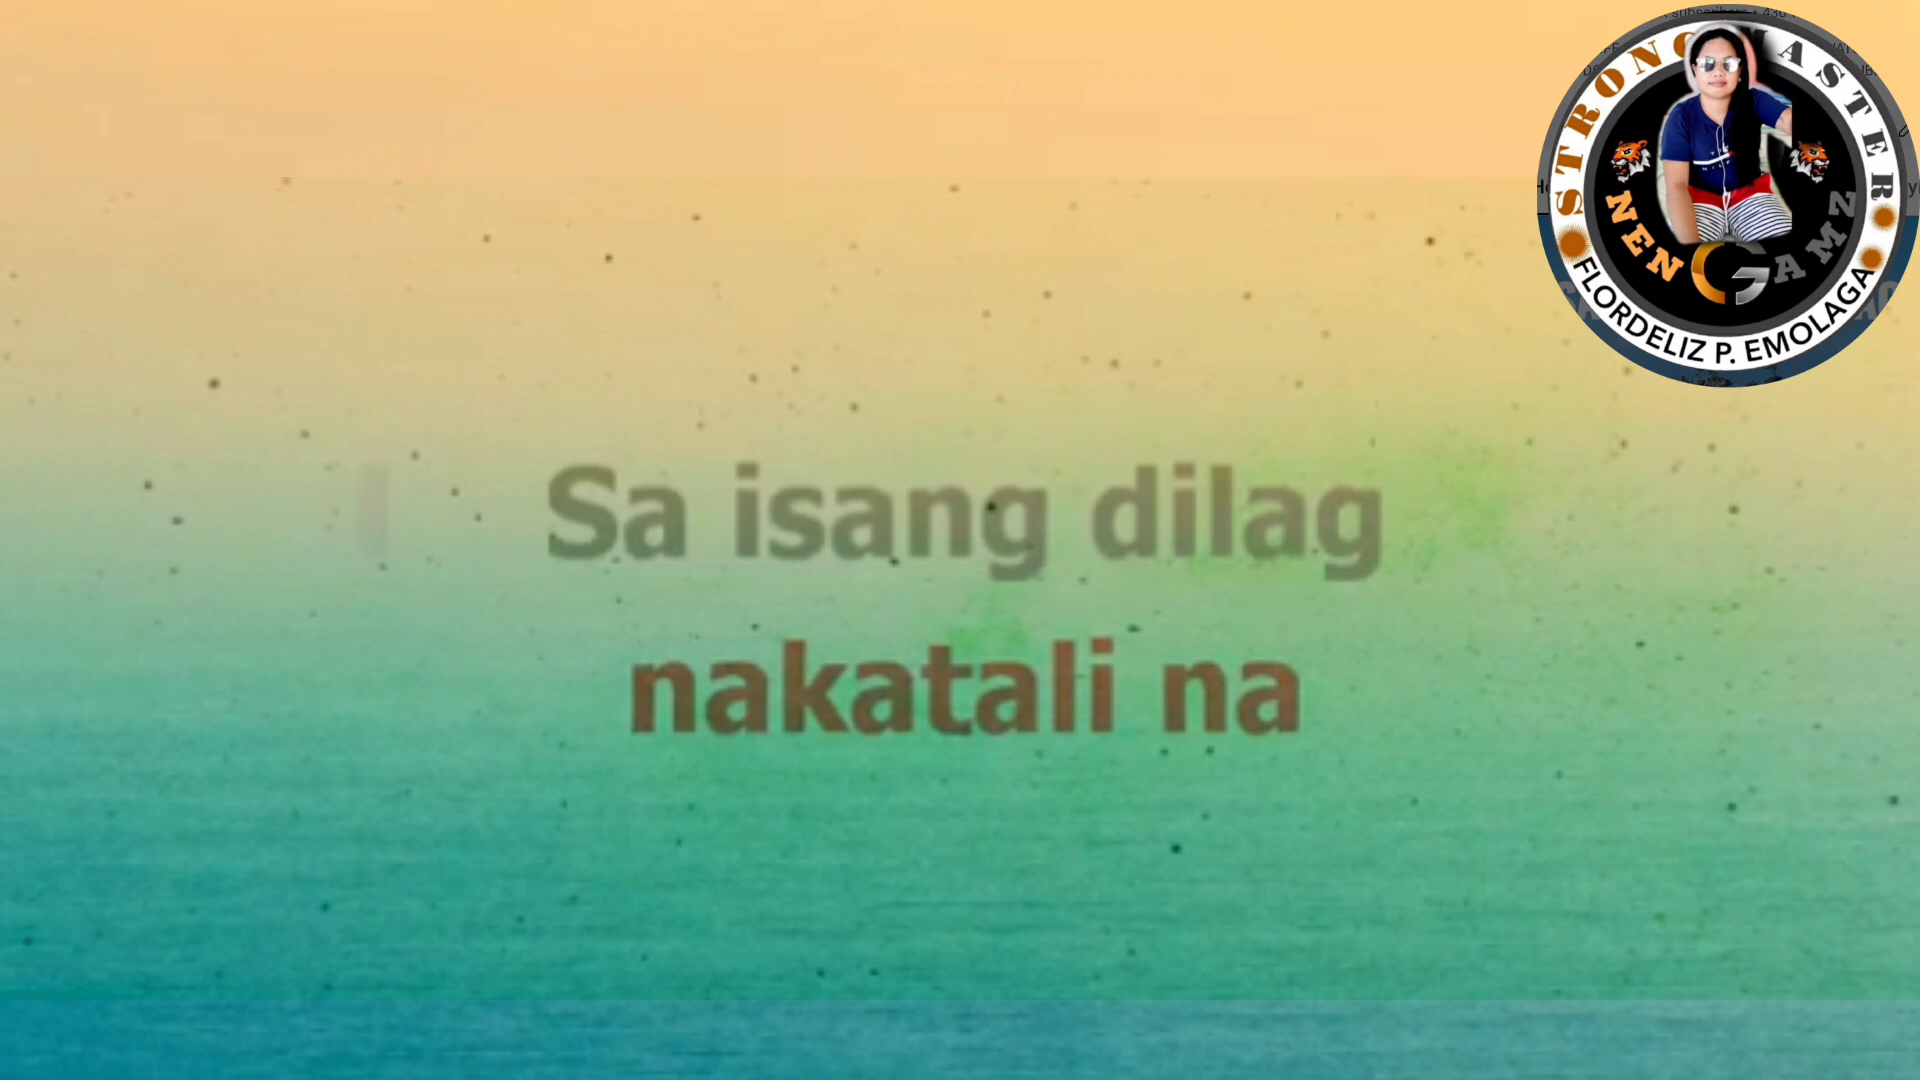 STRONG MASTER
NEN G AMZ
FLORDELIZ P. EMOLAGA
Sa isang dilag
nakatali na